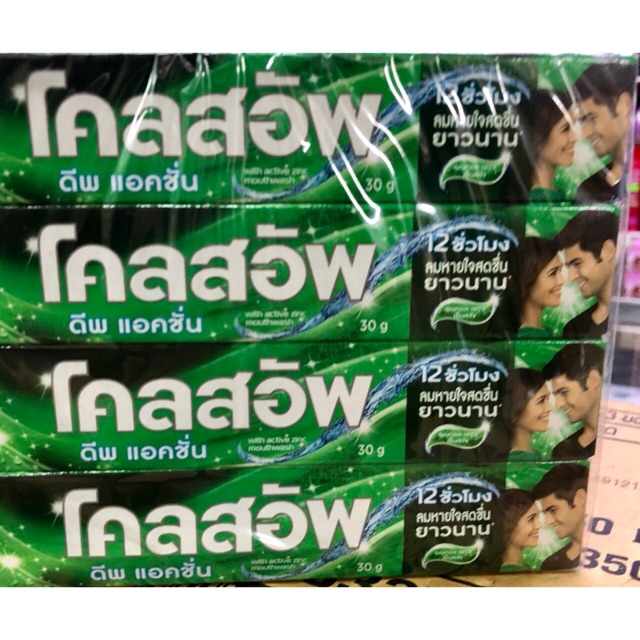 โคลสอัพ
ดีพ แอคชั่น
with active zinc
mouthwash
30 g
12 ชั่วโมง
ลมหายใจสดชื่น
ยาวนาน*
โคลสอัพ
ดีพ แอคชั่น
with active zinc
mouthwash
30 g
12 ชั่วโมง
ลมหายใจสดชื่น
ยาวนาน*
โคลสอัพ
ดีพ แอคชั่น
with active zinc
mouthwash
30 g
12 ชั่วโมง
ลมหายใจสดชื่น
ยาวนาน*
โคลสอัพ
ดีพ แอคชั่น
with active zinc
mouthwash
30 g
12 ชั่วโมง
ลมหายใจสดชื่น
ยาวนาน*